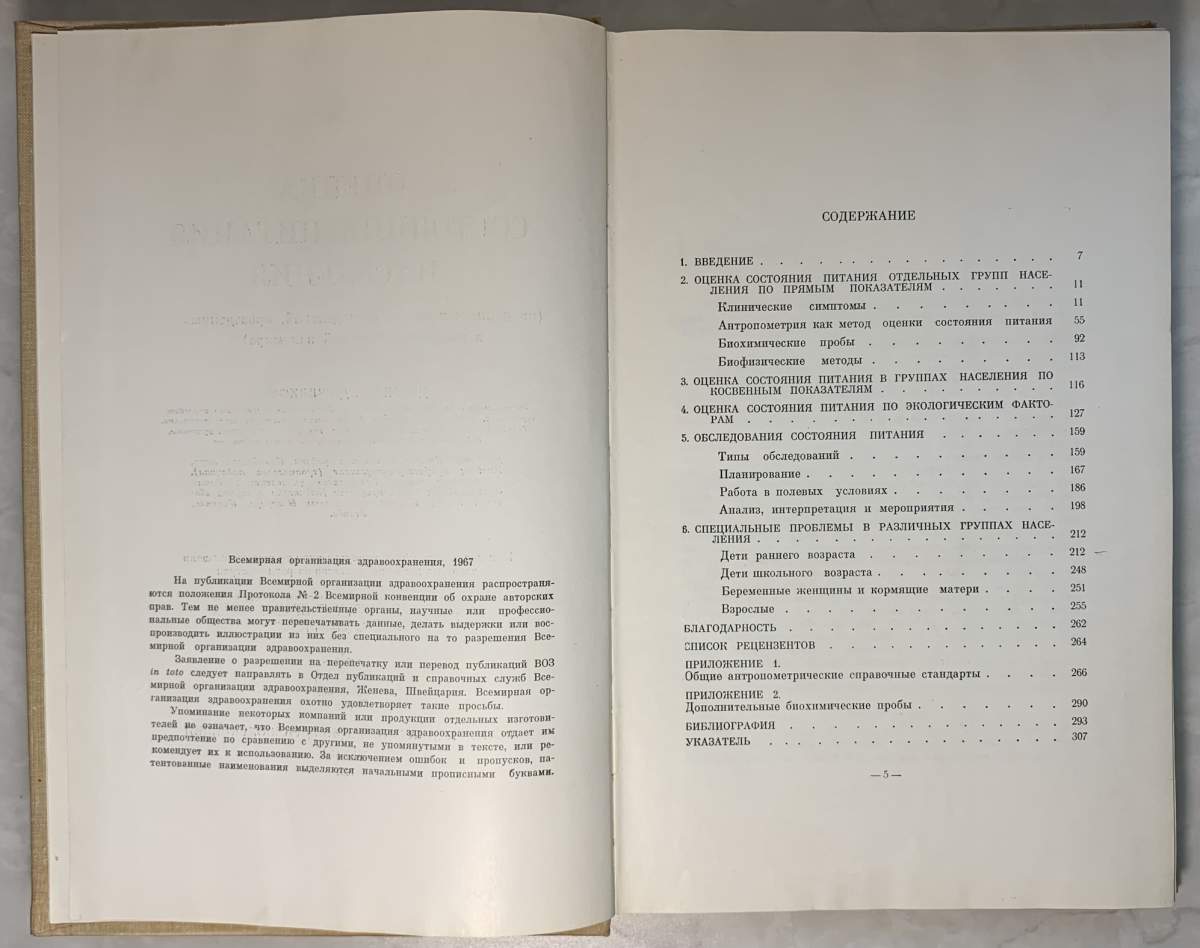 Всемирная организация здравоохранения, 1967
На публикации Всемирной организации здравоохранения распространя-
ются положения Протокола № 2 Всемирной конвенции об охране авторских
прав. Тем не менее правительственные органы, научные или профессио-
нальные общества могут перепечатывать данные, делать выдержки или вос-
производить иллюстрации из них без специального на то разрешения Все-
мирной организации здравоохранения.
Заявление о разрешении на перепечатку или перевод публикаций ВОЗ
in toto следует направлять в Отдел публикаций и справочных служб Все-
мирной организации здравоохранения, Женева, Швейцария. Всемирная ор-
ганизация здравоохранения охотно удовлетворяет такие просьбы.
Упоминание некоторых компаний или продукции отдельных изготови-
телей не означает, что Всемирная организация здравоохранения отдает им
предпочтение по сравнению с другими, не упомянутыми в тексте, или ре-
комендует их к использованию. За исключением ошибок и пропусков, па-
тентованные наименования выделяются начальными прописными буквами.
СОДЕРЖАНИЕ
1. ВВЕДЕНИЕ . . . . . . . . . . . . . . . . 7
2. ОЦЕНКА СОСТОЯНИЯ ПИТАНИЯ ОТДЕЛЬНЫХ ГРУПП НАСЕ-
ЛЕНИЯ ПО ПРЯМЫМ ПОКАЗАТЕЛЯМ . . . . . . . 11
Клинические симптомы . . . . . . . . . . 11
Антропометрия как метод оценки состояния питания 55
Биохимические пробы . . . . . . . . . . 92
Биофизические методы . . . . . . . . . . 113
3. ОЦЕНКА СОСТОЯНИЯ ПИТАНИЯ В ГРУППАХ НАСЕЛЕНИЯ ПО
КОСВЕННЫМ ПОКАЗАТЕЛЯМ . . . . . . . . . . 116
4. ОЦЕНКА СОСТОЯНИЯ ПИТАНИЯ ПО ЭКОЛОГИЧЕСКИМ ФАКТО-
РАМ . . . . . . . . . . . . . . . . 127
5. ОБСЛЕДОВАНИЯ СОСТОЯНИЯ ПИТАНИЯ . . . . . . . 159
Типы обследований . . . . . . . . . . . 159
Планирование . . . . . . . . . . . . . 167
Работа в полевых условиях . . . . . . . . . 186
Анализ, интерпретация и мероприятия . . . . . 198
6. СПЕЦИАЛЬНЫЕ ПРОБЛЕМЫ В РАЗЛИЧНЫХ ГРУППАХ НАСЕ-
ЛЕНИЯ . . . . . . . . . . . . . . . . 212
Дети раннего возраста . . . . . . . . . . 212
Дети школьного возраста . . . . . . . . . 248
Беременные женщины и кормящие матери . . . . 251
Взрослые . . . . . . . . . . . . . . 255
БЛАГОДАРНОСТЬ . . . . . . . . . . . . . . 262
СПИСОК РЕЦЕНЗЕНТОВ . . . . . . . . . . . . 264
ПРИЛОЖЕНИЕ 1.
Общие антропометрические справочные стандарты . . . . 266
ПРИЛОЖЕНИЕ 2.
Дополнительные биохимические пробы . . . . . . . 290
БИБЛИОГРАФИЯ . . . . . . . . . . . . . . 293
УКАЗАТЕЛЬ . . . . . . . . . . . . . . . 307
— 5 —